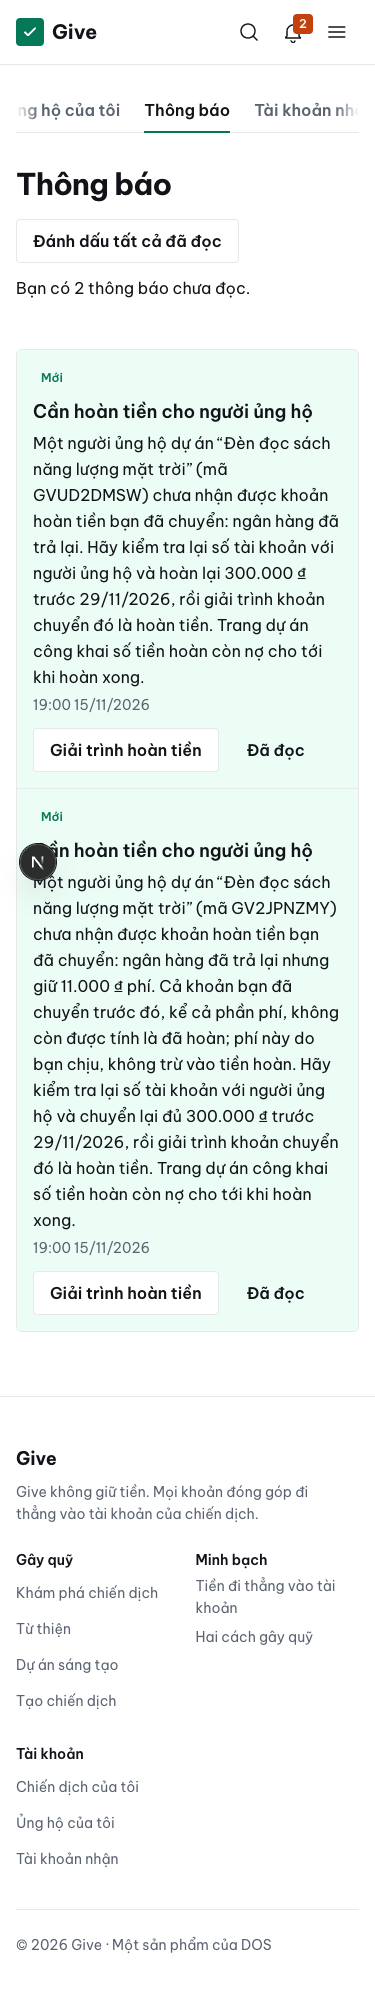 Give
2
ng hộ của tôi Thông báo Tài khoản nh
Thông báo
Đánh dấu tất cả đã đọc
Bạn có 2 thông báo chưa đọc.
Mới
Cần hoàn tiền cho người ủng hộ
Một người ủng hộ dự án “Đèn đọc sách
năng lượng mặt trời” (mã
GVUD2DMSW) chưa nhận được khoản
hoàn tiền bạn đã chuyển: ngân hàng đã
trả lại. Hãy kiểm tra lại số tài khoản với
người ủng hộ và hoàn lại 300.000 ₫
trước 29/11/2026, rồi giải trình khoản
chuyển đó là hoàn tiền. Trang dự án
công khai số tiền hoàn còn nợ cho tới
khi hoàn xong.
19:00 15/11/2026
Giải trình hoàn tiền Đã đọc
Mới
ần hoàn tiền cho người ủng hộ
Một người ủng hộ dự án “Đèn đọc sách
năng lượng mặt trời” (mã GV2JPNZMY)
chưa nhận được khoản hoàn tiền bạn
đã chuyển: ngân hàng đã trả lại nhưng
giữ 11.000 ₫ phí. Cả khoản bạn đã
chuyển trước đó, kể cả phần phí, không
còn được tính là đã hoàn; phí này do
bạn chịu, không trừ vào tiền hoàn. Hãy
kiểm tra lại số tài khoản với người ủng
hộ và chuyển lại đủ 300.000 ₫ trước
29/11/2026, rồi giải trình khoản chuyển
đó là hoàn tiền. Trang dự án công khai
số tiền hoàn còn nợ cho tới khi hoàn
xong.
19:00 15/11/2026
Giải trình hoàn tiền Đã đọc
Give
Give không giữ tiền. Mọi khoản đóng góp đi
thẳng vào tài khoản của chiến dịch.
Gây quỹ
Khám phá chiến dịch
Từ thiện
Dự án sáng tạo
Tạo chiến dịch
Minh bạch
Tiền đi thẳng vào tài
khoản
Hai cách gây quỹ
Tài khoản
Chiến dịch của tôi
Ủng hộ của tôi
Tài khoản nhận
© 2026 Give · Một sản phẩm của DOS